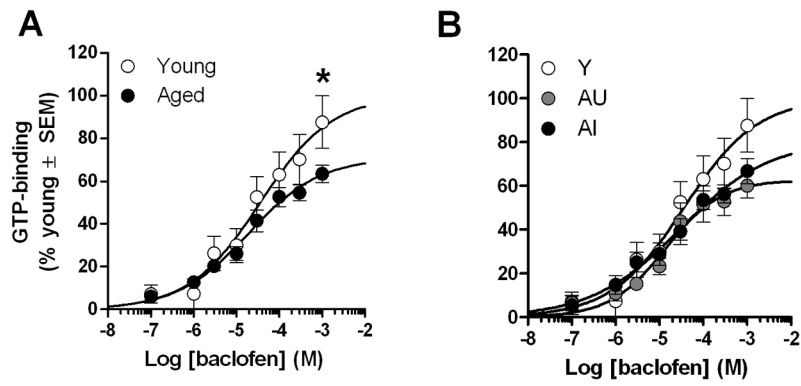 A
GTP-binding
(% young ± SEM)
120
100
80
60
40
20
0
Young
Aged
*
-8 -7 -6 -5 -4 -3 -2
Log [baclofen] (M)
B
120
100
80
60
40
20
0
Y
AU
AI
-8 -7 -6 -5 -4 -3 -2
Log [baclofen] (M)